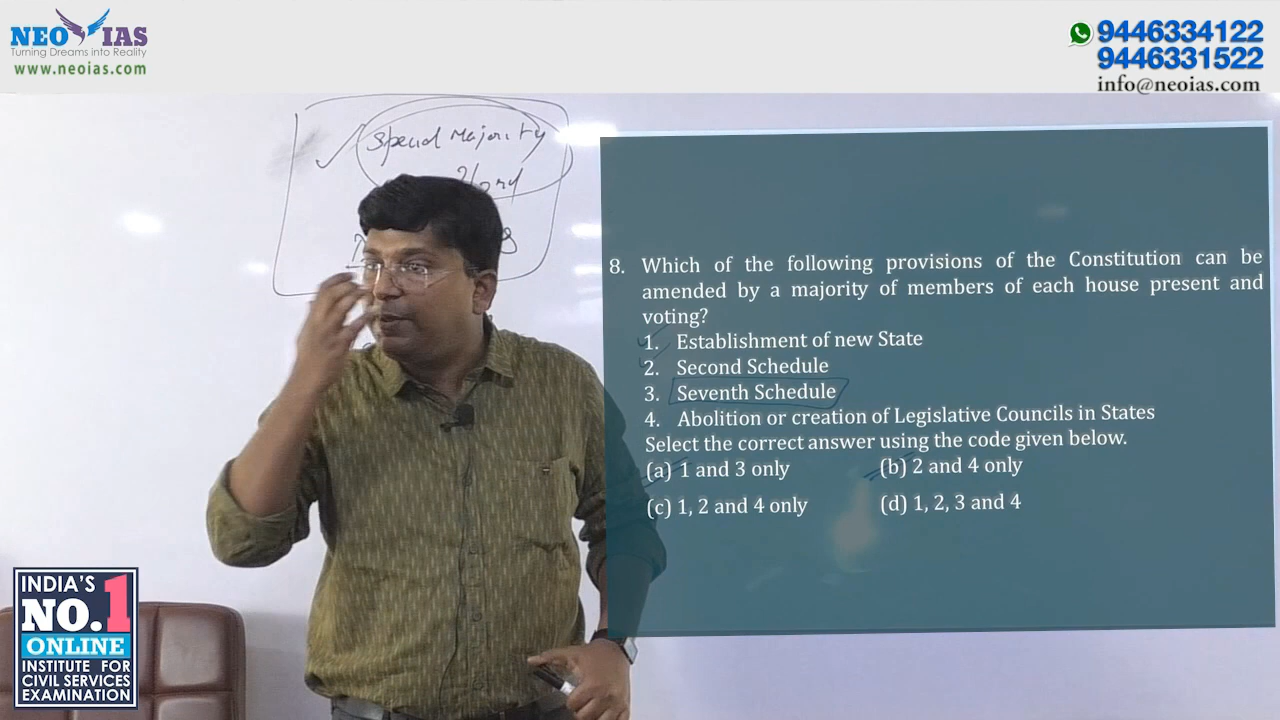 NEO IAS
Turning Dreams into Reality
www.neoias.com
9446334122
9446331522
info@neoias.com
Special Majority
2/3rd
8. Which of the following provisions of the Constitution can be
amended by a majority of members of each house present and
voting?
1. Establishment of new State
2. Second Schedule
3. Seventh Schedule
4. Abolition or creation of Legislative Councils in States
Select the correct answer using the code given below.
(a) 1 and 3 only (b) 2 and 4 only
(c) 1, 2 and 4 only (d) 1, 2, 3 and 4
INDIA'S
NO.1
ONLINE
INSTITUTE FOR
CIVIL SERVICES
EXAMINATION